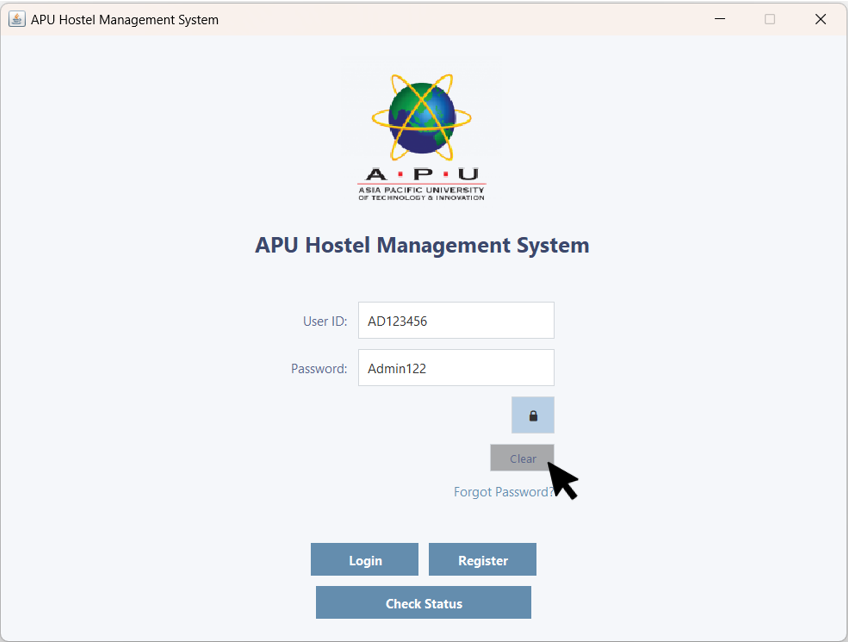 APU Hostel Management System
A·P·U
ASIA PACIFIC UNIVERSITY
OF TECHNOLOGY & INNOVATION
APU Hostel Management System
User ID: AD123456
Password: Admin122
Clear
Forgot Password?
Login Register
Check Status